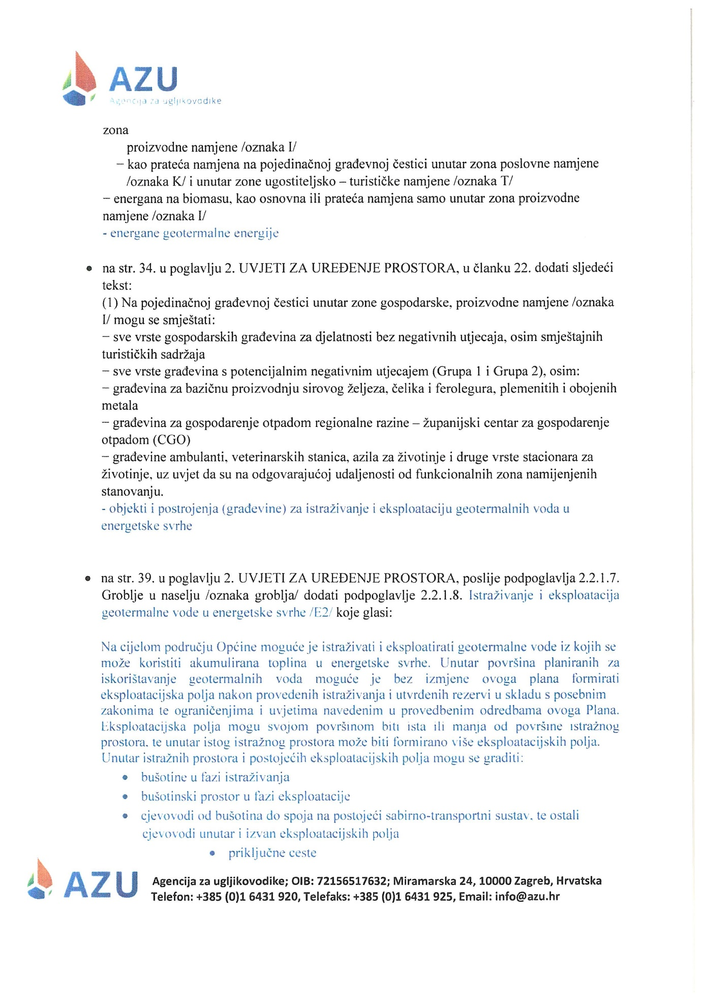 AZU
Agencija za ugljikovodike
zona
proizvodne namjene /oznaka I/
− kao prateća namjena na pojedinačnoj građevnoj čestici unutar zona poslovne namjene
/oznaka K/ i unutar zone ugostiteljsko – turističke namjene /oznaka T/
− energana na biomasu, kao osnovna ili prateća namjena samo unutar zona proizvodne
namjene /oznaka I/
- energane geotermalne energije
• na str. 34. u poglavlju 2. UVJETI ZA UREĐENJE PROSTORA, u članku 22. dodati sljedeći
tekst:
(1) Na pojedinačnoj građevnoj čestici unutar zone gospodarske, proizvodne namjene /oznaka
I/ mogu se smještati:
− sve vrste gospodarskih građevina za djelatnosti bez negativnih utjecaja, osim smještajnih
turističkih sadržaja
− sve vrste građevina s potencijalnim negativnim utjecajem (Grupa 1 i Grupa 2), osim:
− građevina za bazičnu proizvodnju sirovog željeza, čelika i ferolegura, plemenitih i obojenih
metala
− građevina za gospodarenje otpadom regionalne razine – županijski centar za gospodarenje
otpadom (CGO)
− građevine ambulanti, veterinarskih stanica, azila za životinje i druge vrste stacionara za
životinje, uz uvjet da su na odgovarajućoj udaljenosti od funkcionalnih zona namijenjenih
stanovanju.
- objekti i postrojenja (građevine) za istraživanje i eksploataciju geotermalnih voda u
energetske svrhe
• na str. 39. u poglavlju 2. UVJETI ZA UREĐENJE PROSTORA, poslije podpoglavlja 2.2.1.7.
Groblje u naselju /oznaka groblja/ dodati podpoglavlje 2.2.1.8. Istraživanje i eksploatacija
geotermalne vode u energetske svrhe /E2/ koje glasi:
Na cijelom području Općine moguće je istraživati i eksploatirati geotermalne vode iz kojih se
može koristiti akumulirana toplina u energetske svrhe. Unutar površina planiranih za
iskorištavanje geotermalnih voda moguće je bez izmjene ovoga plana formirati
eksploatacijska polja nakon provedenih istraživanja i utvrđenih rezervi u skladu s posebnim
zakonima te ograničenjima i uvjetima navedenim u provedbenim odredbama ovoga Plana.
Eksploatacijska polja mogu svojom površinom biti ista ili manja od površine istražnog
prostora, te unutar istog istražnog prostora može biti formirano više eksploatacijskih polja.
Unutar istražnih prostora i postojećih eksploatacijskih polja mogu se graditi:
• bušotine u fazi istraživanja
• bušotinski prostor u fazi eksploatacije
• cjevovodi od bušotina do spoja na postojeći sabirno-transportni sustav, te ostali
cjevovodi unutar i izvan eksploatacijskih polja
• priključne ceste
AZU
Agencija za ugljikovodike; OIB: 72156517632; Miramarska 24, 10000 Zagreb, Hrvatska
Telefon: +385 (0)1 6431 920, Telefaks: +385 (0)1 6431 925, Email: info@azu.hr